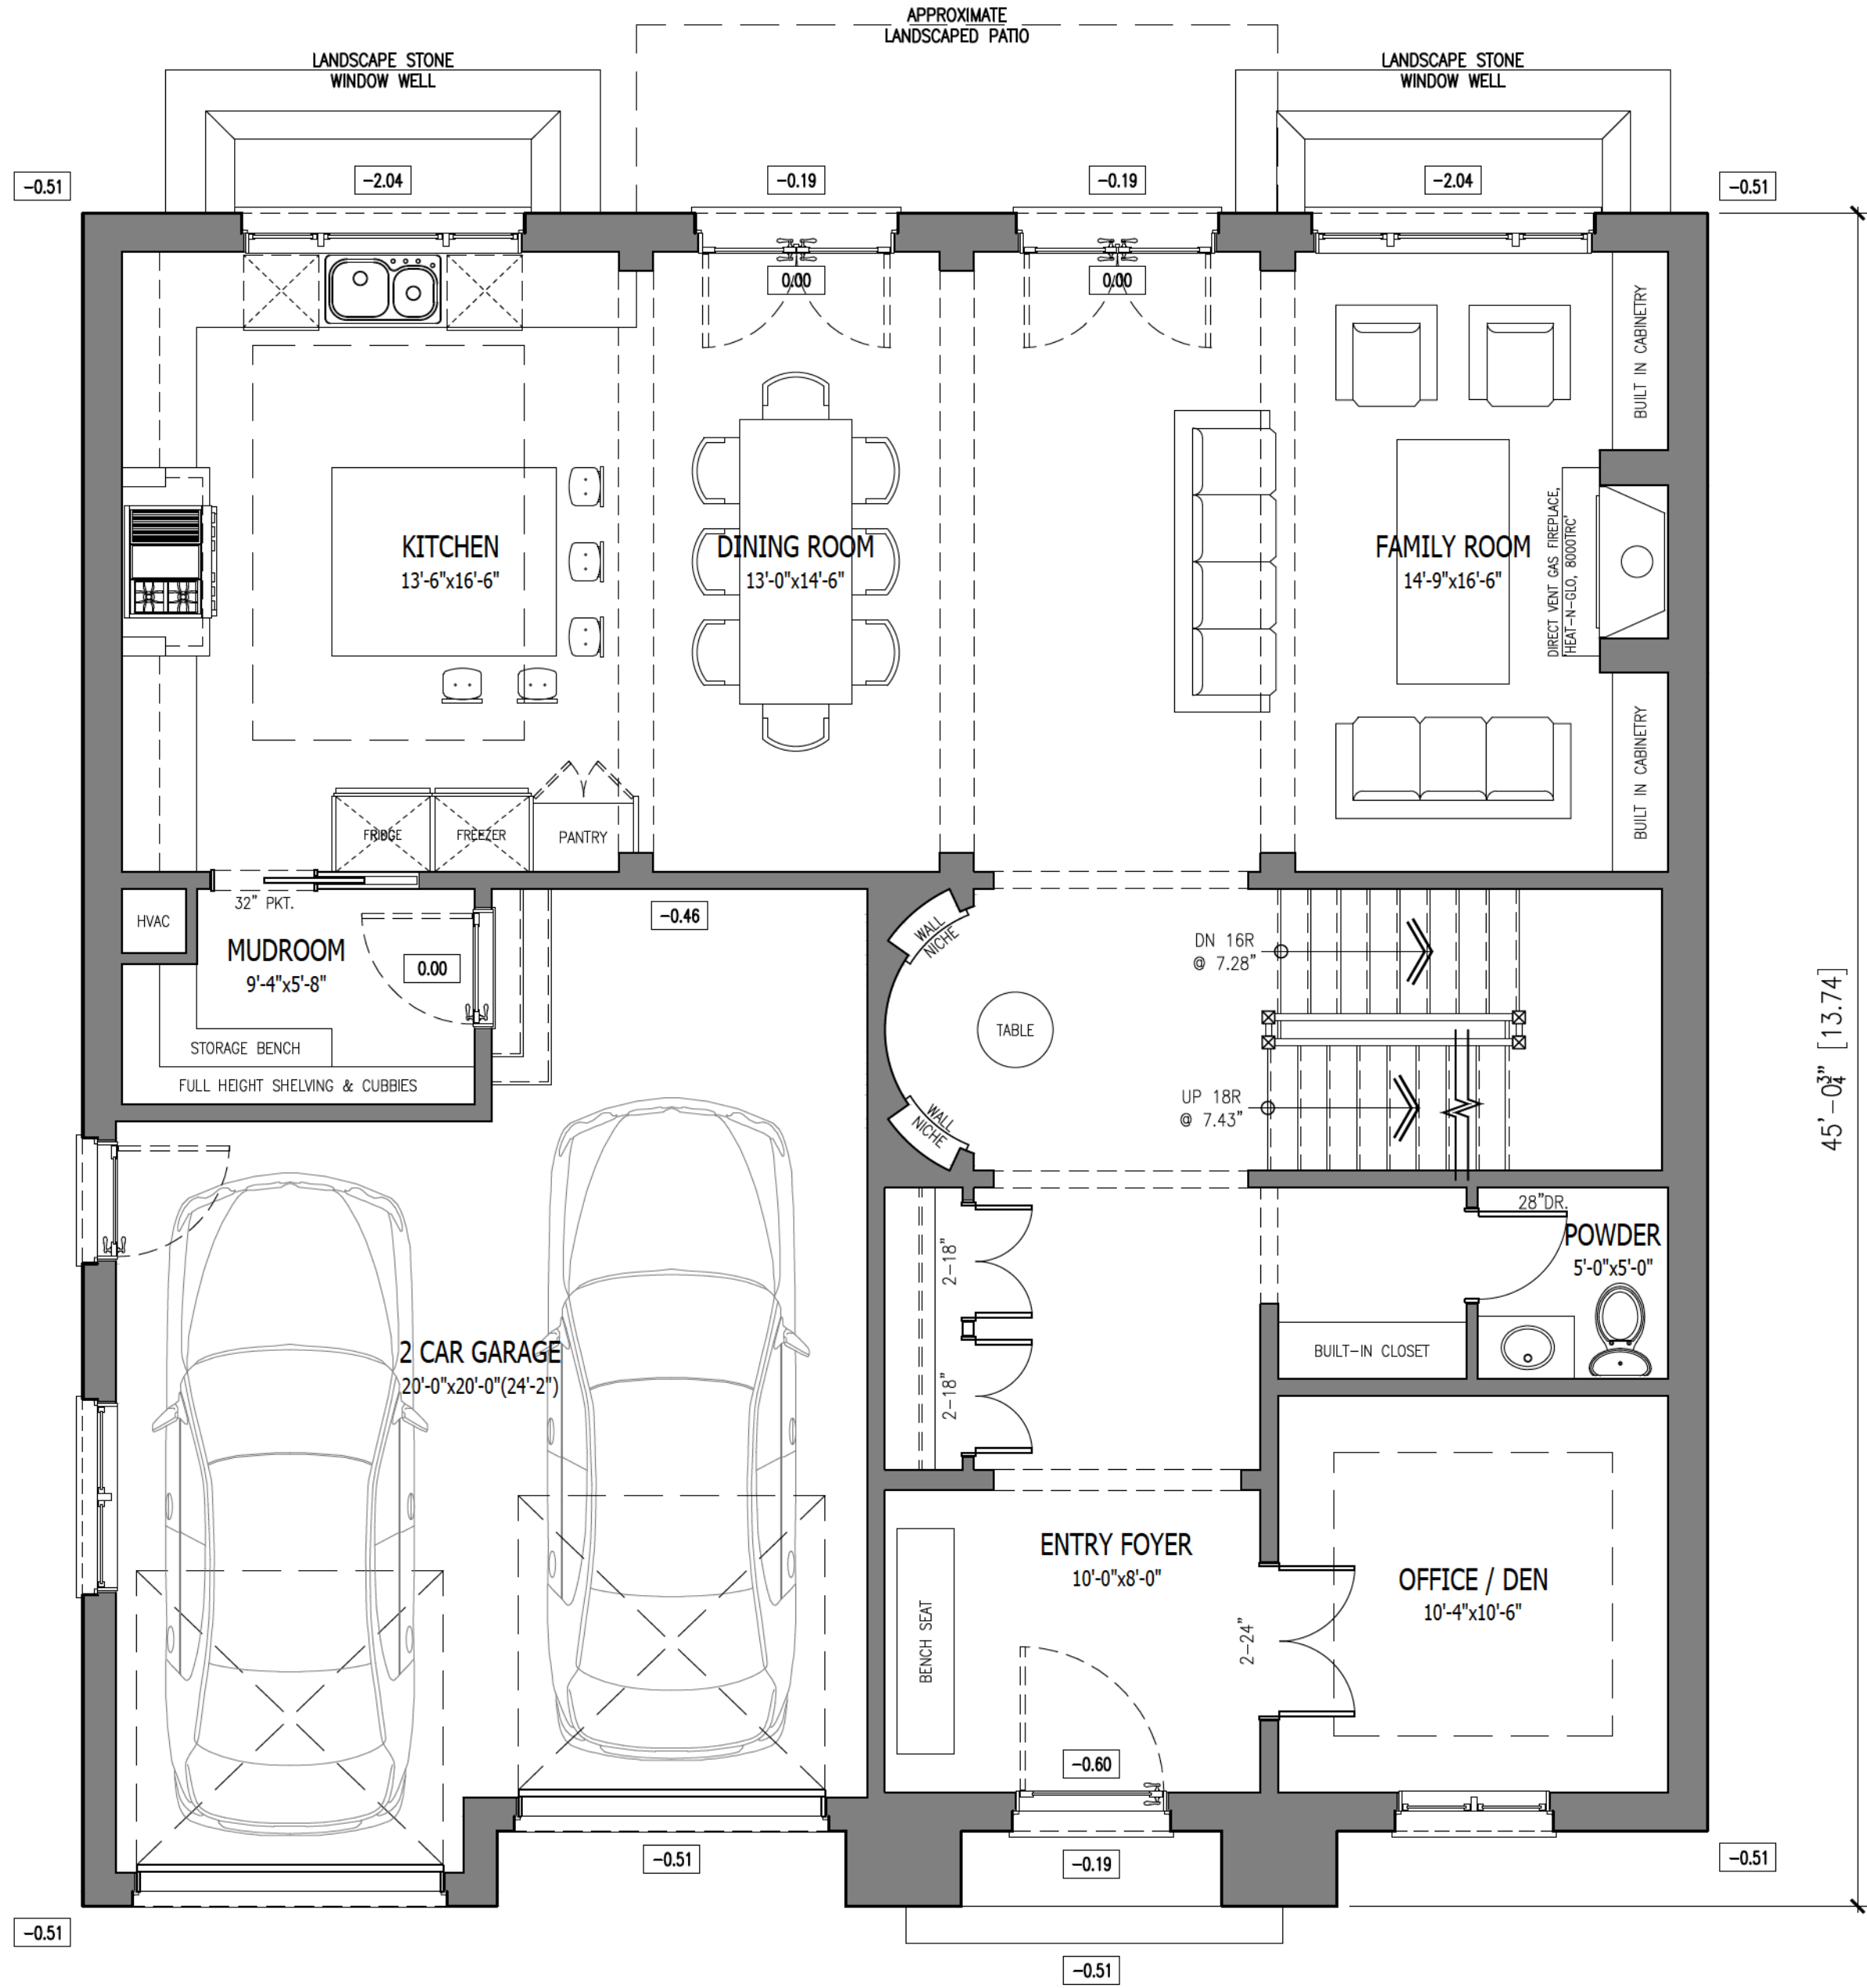 APPROXIMATE
LANDSCAPED PATIO
LANDSCAPE STONE
WINDOW WELL
LANDSCAPE STONE
WINDOW WELL
-0.51
-2.04
-0.19
-0.19
-2.04
-0.51
0.00
0.00
BUILT IN CABINETRY
KITCHEN
13'-6"x16'-6"
DINING ROOM
13'-0"x14'-6"
FAMILY ROOM
14'-9"x16'-6"
DIRECT VENT GAS FIREPLACE,
'HEAT-N-GLO, 8000TRC'
BUILT IN CABINETRY
FRIDGE
FREEZER
PANTRY
32" PKT.
HVAC
MUDROOM
9'-4"x5'-8"
0.00
-0.46
STORAGE BENCH
FULL HEIGHT SHELVING & CUBBIES
WALL
NICHE
TABLE
WALL
NICHE
DN 16R
@ 7.28"
UP 18R
@ 7.43"
45'-0¾" [13.74]
2-18"
2-18"
28"DR.
POWDER
5'-0"x5'-0"
BUILT-IN CLOSET
2 CAR GARAGE
20'-0"x20'-0"(24'-2")
ENTRY FOYER
10'-0"x8'-0"
BENCH SEAT
2-24"
OFFICE / DEN
10'-4"x10'-6"
-0.60
-0.51
-0.19
-0.51
-0.51
-0.51